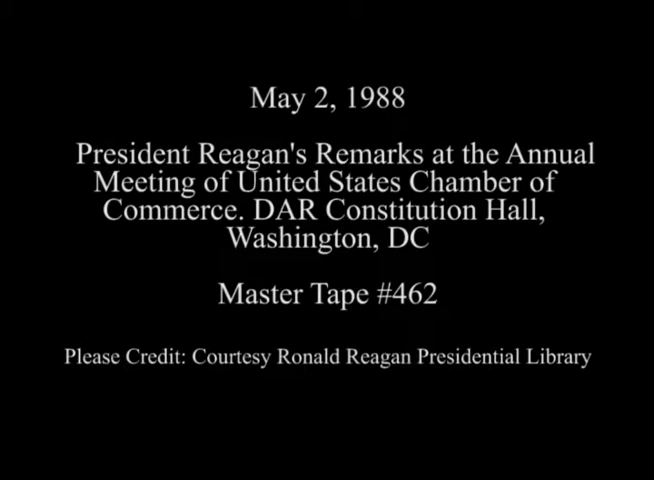 May 2, 1988
President Reagan's Remarks at the Annual
Meeting of United States Chamber of
Commerce. DAR Constitution Hall,
Washington, DC
Master Tape #462
Please Credit: Courtesy Ronald Reagan Presidential Library